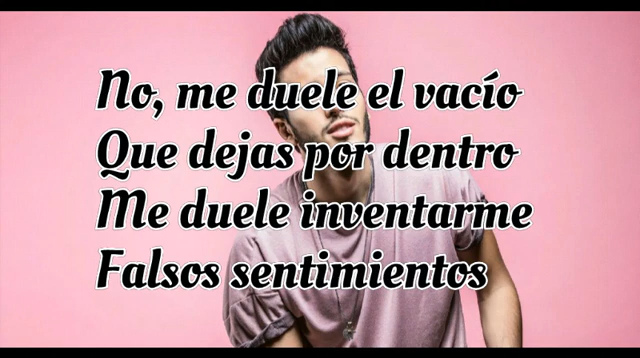 No, me duele el vacío
Que dejas por dentro
Me duele inventarme
Falsos sentimientos